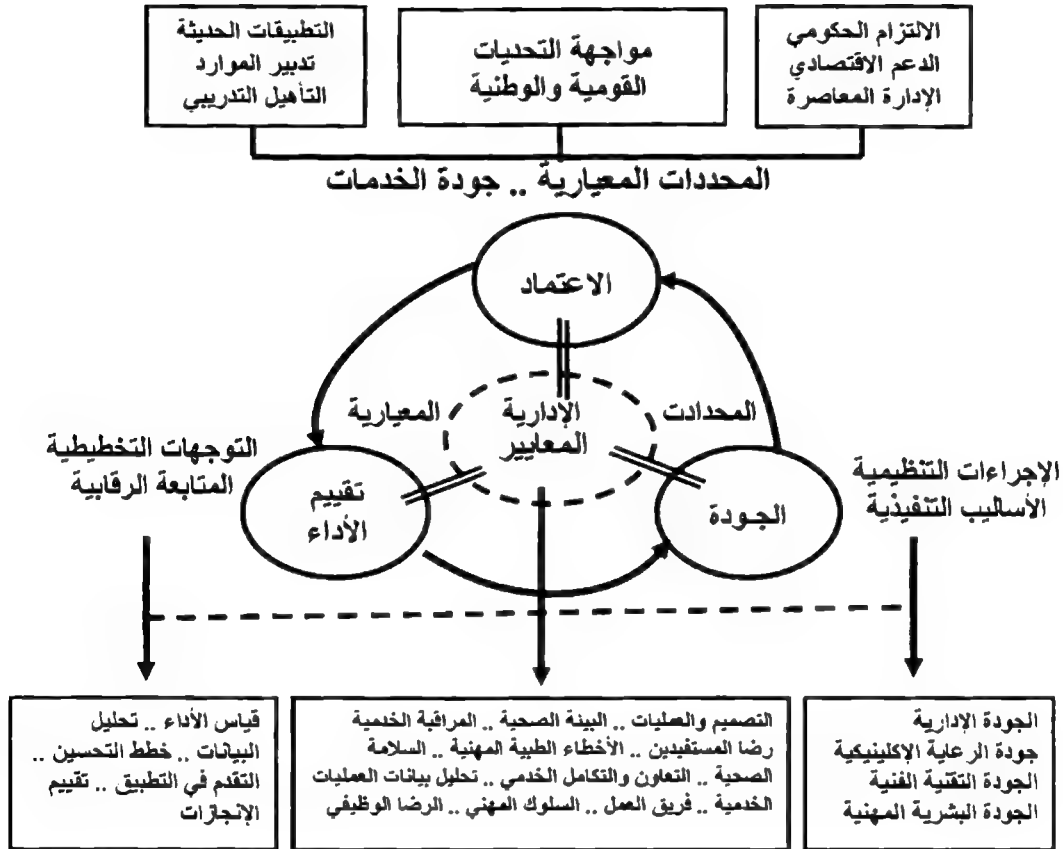 الالتزام الحكومي
الدعم الاقتصادي
الإدارة المعاصرة
مواجهة التحديات
القومية والوطنية
التطبيقات الحديثة
تدبير الموارد
التأهيل التدريبي
المحددات المعيارية .. جودة الخدمات
الاعتماد
المحدادت
الإدارية
المعايير
المعيارية
الإجراءات التنظيمية
الأساليب التنفيذية
الجودة
تقييم
الأداء
التوجهات التخطيطية
المتابعة الرقابية
الجودة الإدارية
جودة الرعاية الإكلينيكية
الجودة التقنية الفنية
الجودة البشرية المهنية
التصميم والعمليات .. البيئة الصحية .. المراقبة الخدمية
رضا المستفيدين .. الأخطاء الطبية المهنية .. السلامة
الصحية .. التعاون والتكامل الخدمي .. تحليل بيانات العمليات
الخدمية .. فريق العمل .. السلوك المهني .. الرضا الوظيفي
قياس الأداء .. تحليل
البيانات .. خطط التحسين ..
التقدم في التطبيق .. تقييم
الإنجازات